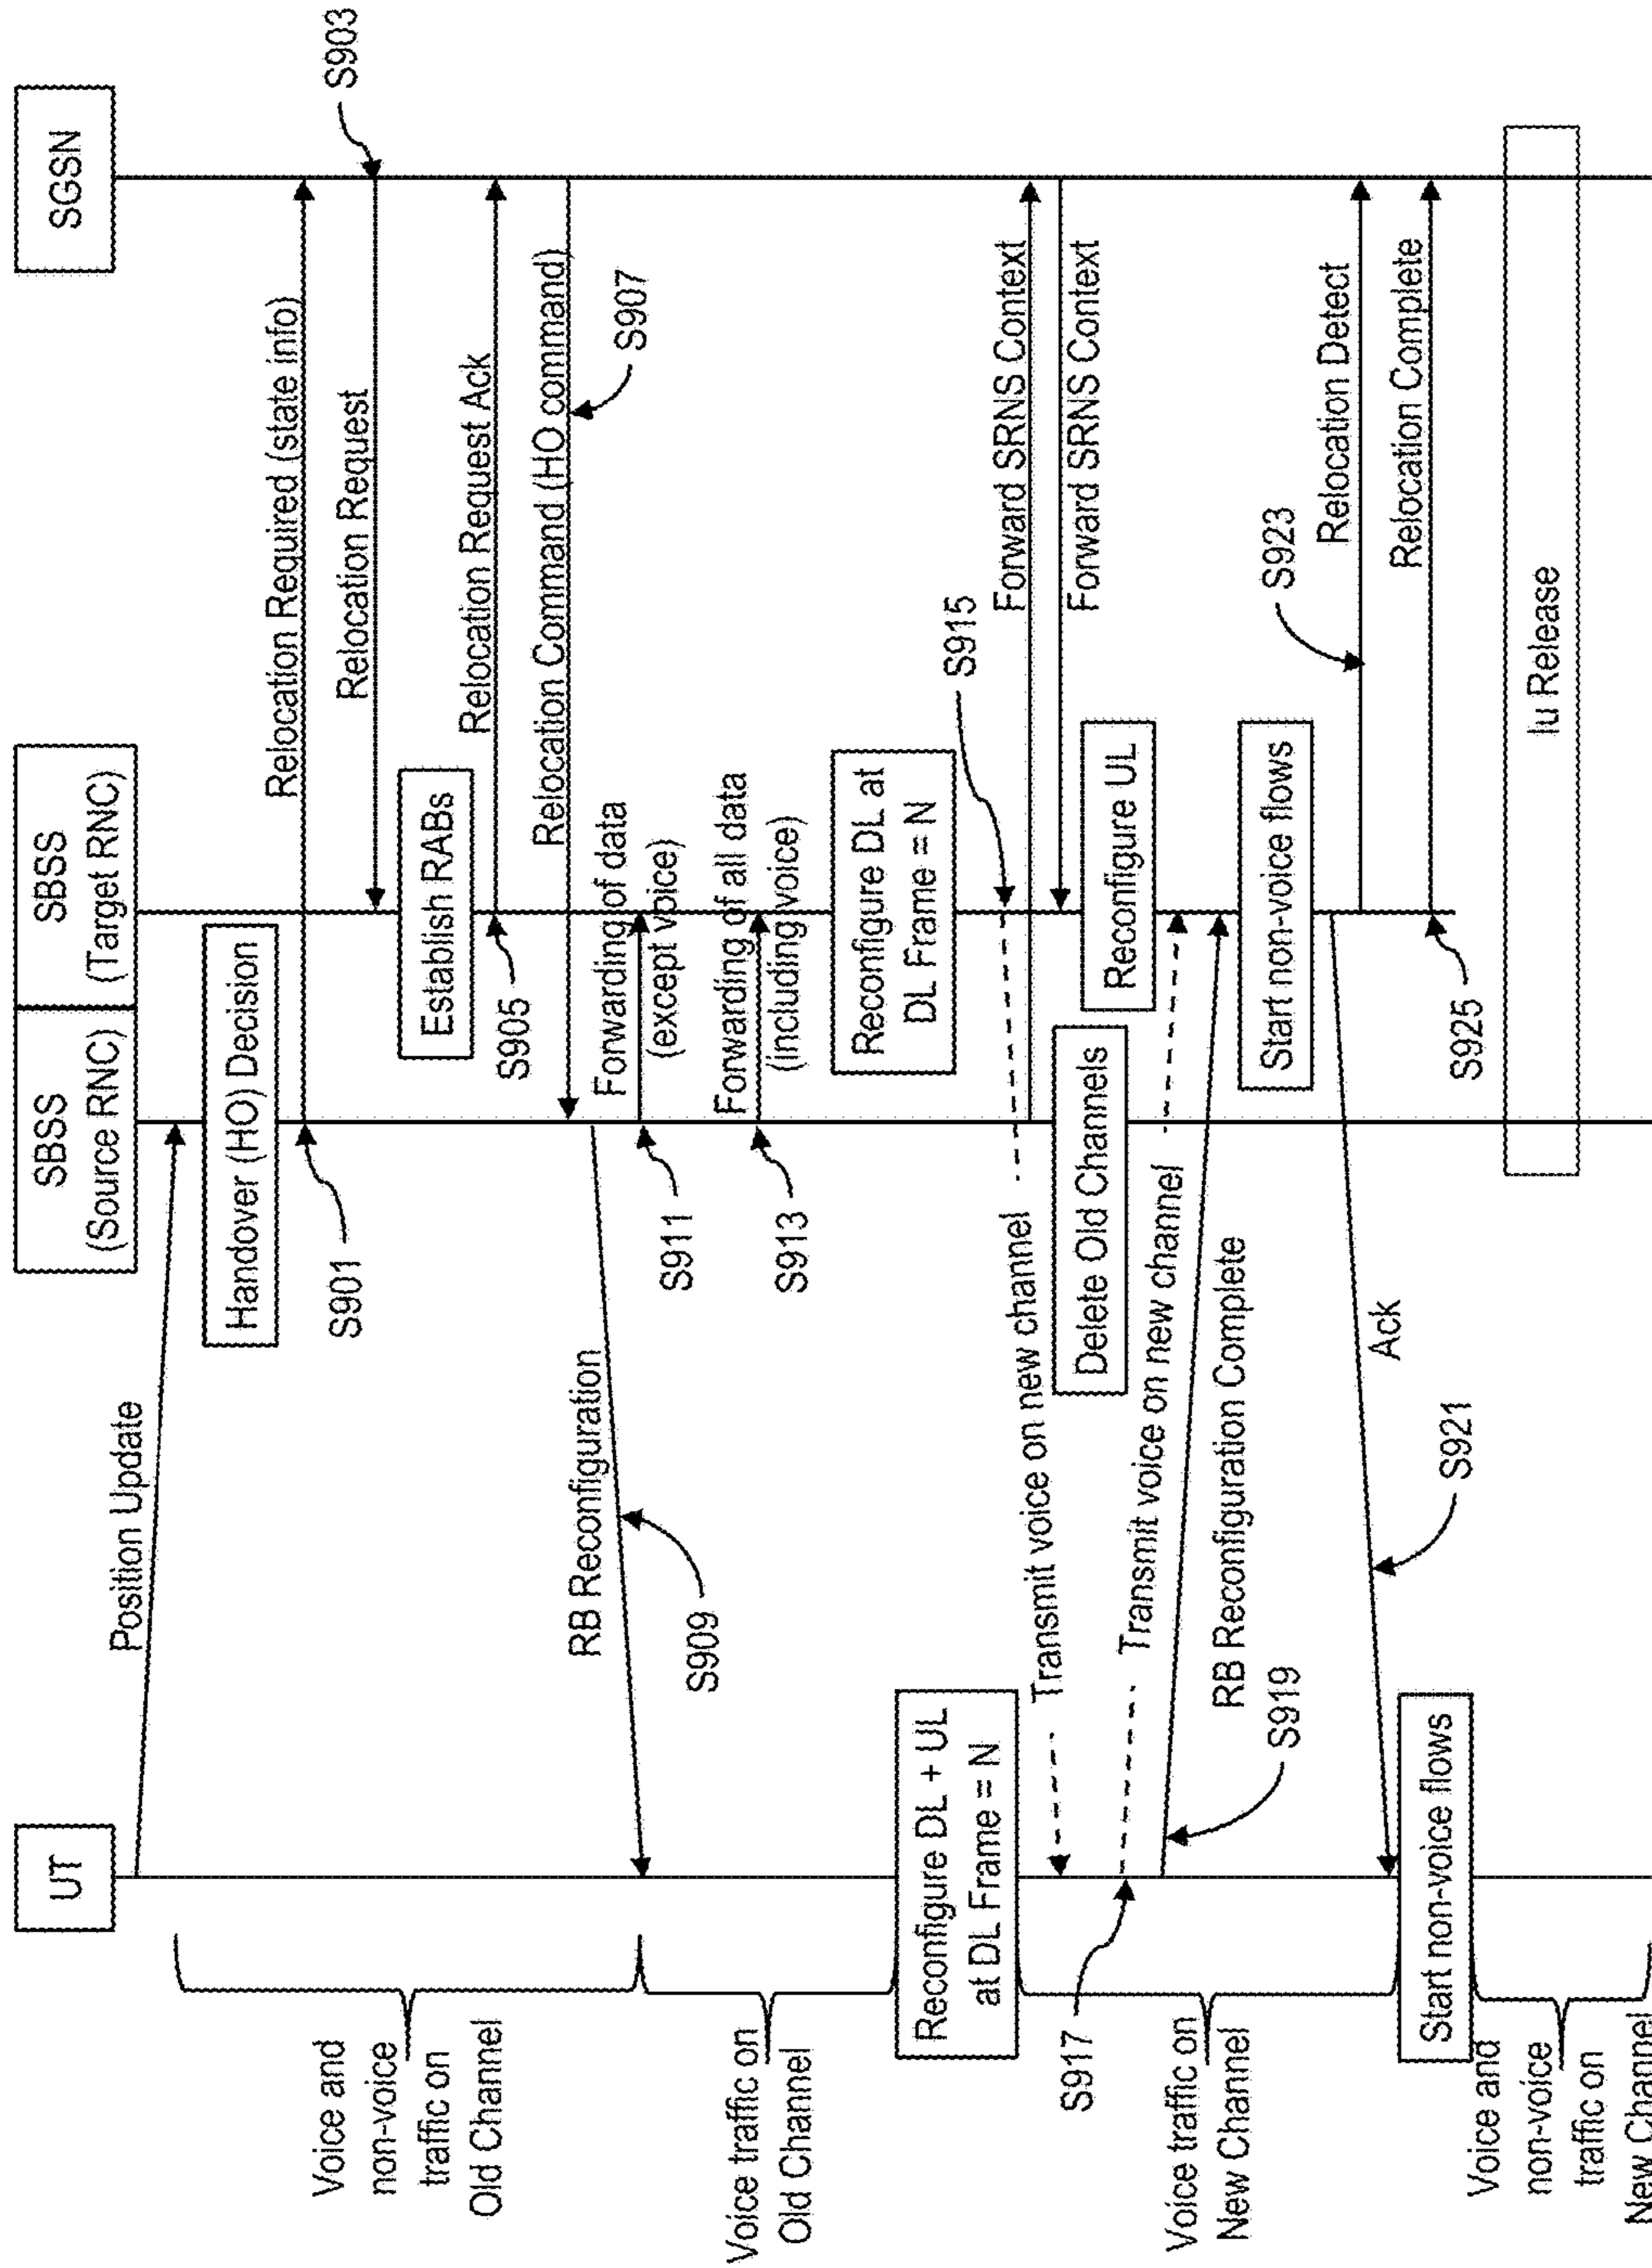 UT
SBSS
(Source RNC)
SBSS
(Target RNC)
SGSN
Position Update
Handover (HO) Decision
Relocation Required (state info)
S901
S903
Relocation Request
Establish RABs
Relocation Request Ack
S905
Relocation Command (HO command)
S907
Voice and
non-voice
traffic on
Old Channel
RB Reconfiguration
S909
Forwarding of data
(except voice)
S911
Forwarding of all data
(including voice)
S913
Voice traffic on
Old Channel
Reconfigure DL at
DL Frame = N
Reconfigure DL + UL
at DL Frame = N
S915
Transmit voice on new channel
Forward SRNS Context
Forward SRNS Context
Delete Old Channels
Reconfigure UL
S917
Transmit voice on new channel
RB Reconfiguration Complete
S919
Voice traffic on
New Channel
Start non-voice flows
Ack
S921
S923
Relocation Detect
Relocation Complete
S925
Start non-voice flows
Voice and
non-voice
traffic on
New Channel
Iu Release